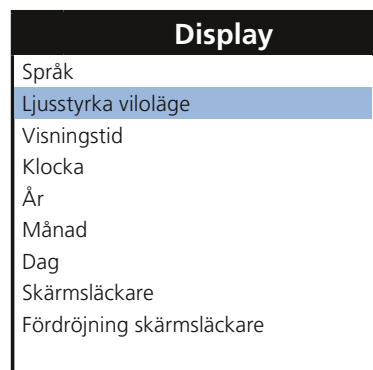 Display
Språk
Ljusstyrka viloläge
Visningstid
Klocka
År
Månad
Dag
Skärmsläckare
Fördröjning skärmsläckare